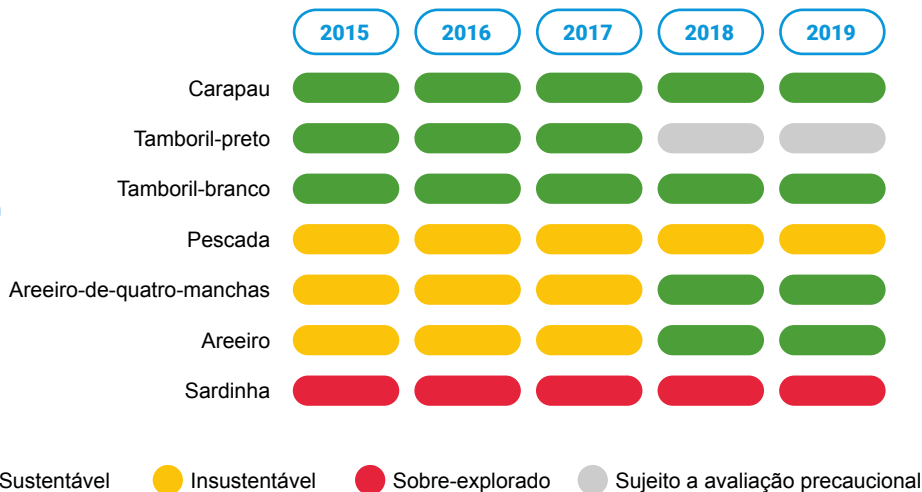 2015 2016 2017 2018 2019
Carapau
Tamboril-preto
Tamboril-branco
Pescada
Areeiro-de-quatro-manchas
Areeiro
Sardinha
Sustentável Insustentável Sobre-explorado Sujeito a avaliação precaucional